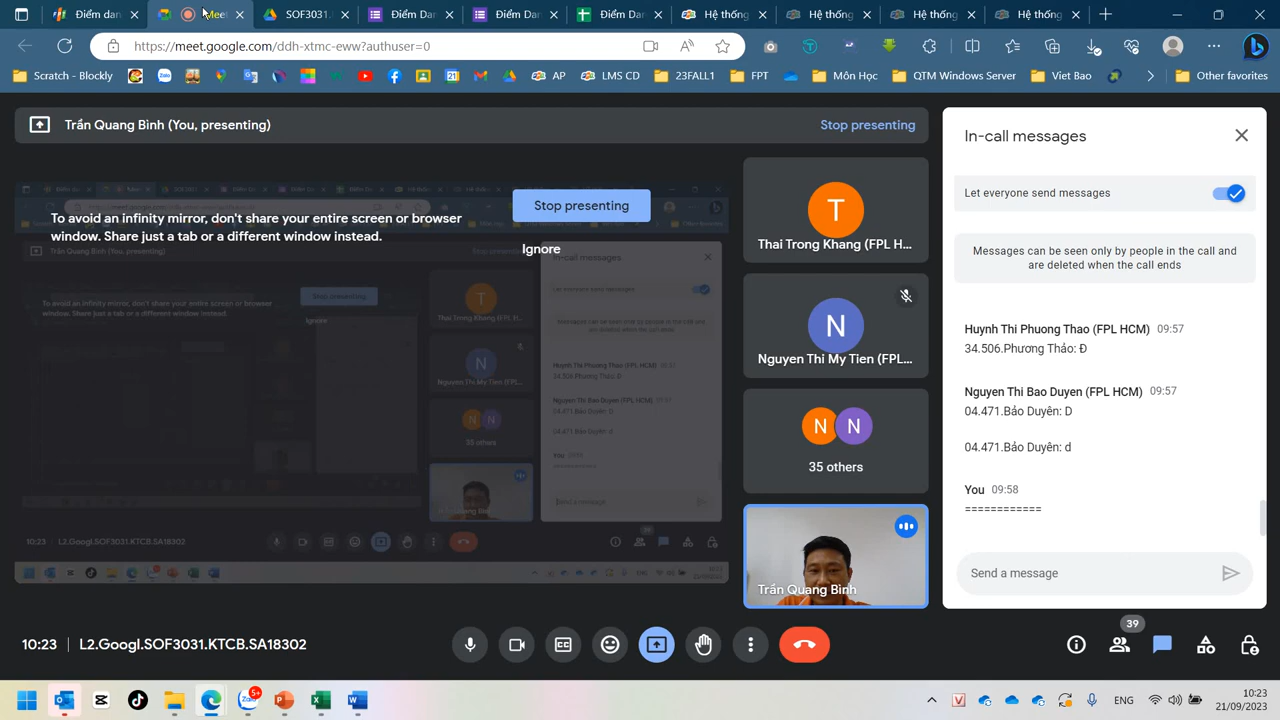 Điểm dar
Meet
SOF3031.
Điểm Dan
Điểm Dan
Điểm Dan
Hệ thống
Hệ thống
Hệ thống
Hệ thống
https://meet.google.com/ddh-xtmc-eww?authuser=0
Scratch - Blockly
AP
LMS CD
23FALL1
FPT
Môn Học
QTM Windows Server
Viet Bao
Other favorites
Trần Quang Bình (You, presenting)
Stop presenting
To avoid an infinity mirror, don't share your entire screen or browser
window. Share just a tab or a different window instead.
Stop presenting
Ignore
T
Thai Trong Khang (FPL H...
N
Nguyen Thi My Tien (FPL...
N N
35 others
Trần Quang Bình
In-call messages
Let everyone send messages
Messages can be seen only by people in the call and
are deleted when the call ends
Huynh Thi Phuong Thao (FPL HCM) 09:57
34.506.Phương Thảo: Đ
Nguyen Thi Bao Duyen (FPL HCM) 09:57
04.471.Bảo Duyên: D
04.471.Bảo Duyên: d
You 09:58
============
Send a message
10:23 | L2.Googl.SOF3031.KTCB.SA18302
39
5+
ENG
10:23
21/09/2023